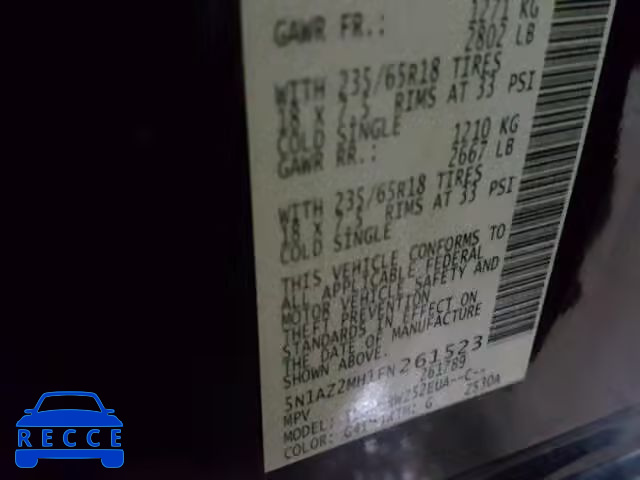 GAWR FR.: 1271 KG
2802 LB
WITH 235/65R18 TIRES
18 X 7.5 RIMS AT 33 PSI
COLD SINGLE
GAWR RR.: 1210 KG
2667 LB
WITH 235/65R18 TIRES
18 X 7.5 RIMS AT 33 PSI
COLD SINGLE
THIS VEHICLE CONFORMS TO
ALL APPLICABLE FEDERAL
MOTOR VEHICLE SAFETY AND
THEFT PREVENTION
STANDARDS IN EFFECT ON
THE DATE OF MANUFACTURE
SHOWN ABOVE.
5N1AZ2MH1FN261523
MPV 261789
MODEL:
COLOR: G41 TRIM: G 2S30A
RECCE